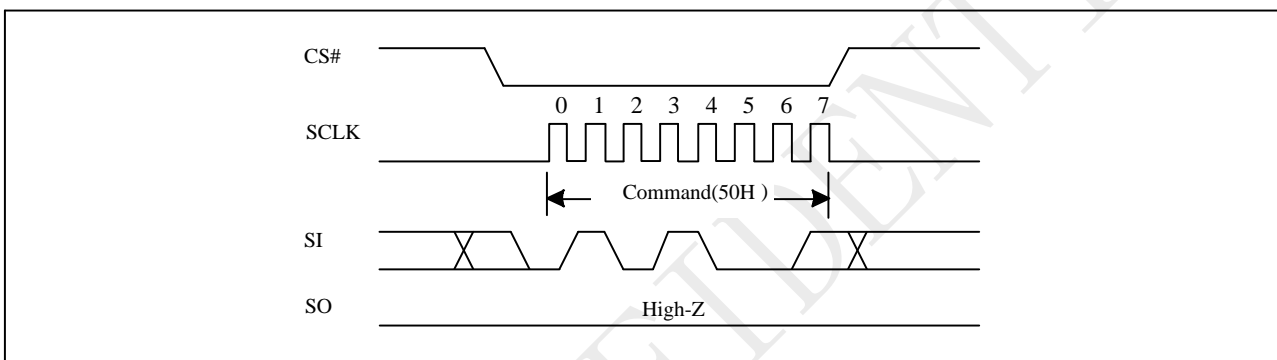 CS#
0 1 2 3 4 5 6 7
SCLK
Command(50H )
SI
SO
High-Z